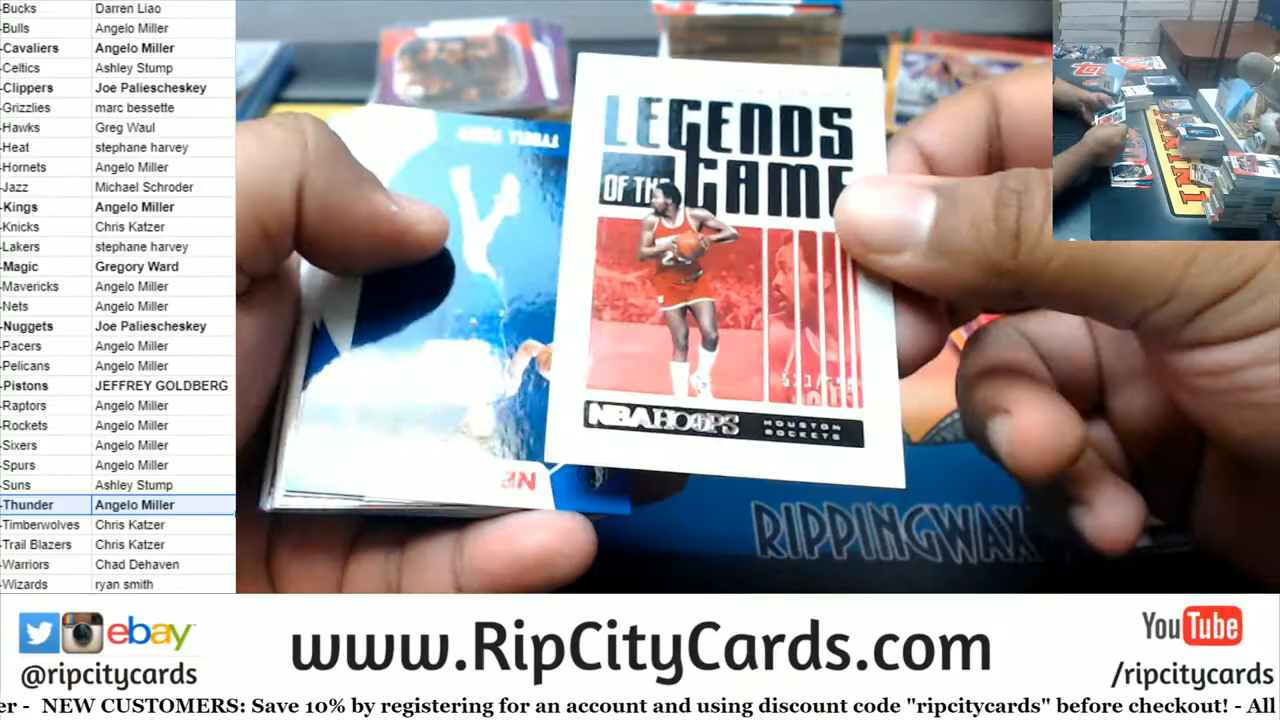 -Bucks Darren Liao
-Bulls Angelo Miller
-Cavaliers Angelo Miller
-Celtics Ashley Stump
-Clippers Joe Paliescheskey
-Grizzlies marc bessette
-Hawks Greg Waul
-Heat stephane harvey
-Hornets Angelo Miller
-Jazz Michael Schroder
-Kings Angelo Miller
-Knicks Chris Katzer
-Lakers stephane harvey
-Magic Gregory Ward
-Mavericks Angelo Miller
-Nets Angelo Miller
-Nuggets Joe Paliescheskey
-Pacers Angelo Miller
-Pelicans Angelo Miller
-Pistons JEFFREY GOLDBERG
-Raptors Angelo Miller
-Rockets Angelo Miller
-Sixers Angelo Miller
-Spurs Angelo Miller
-Suns Ashley Stump
-Thunder Angelo Miller
-Timberwolves Chris Katzer
-Trail Blazers Chris Katzer
-Warriors Chad Dehaven
-Wizards ryan smith
LEGENDS
OF THE GAME
NBA HOOPS
HOUSTON
ROCKETS
RIPPINGWAX
PANINI
ebay
@ripcitycards
www.RipCityCards.com
YouTube
/ripcitycards
er - NEW CUSTOMERS: Save 10% by registering for an account and using discount code "ripcitycards" before checkout! - All